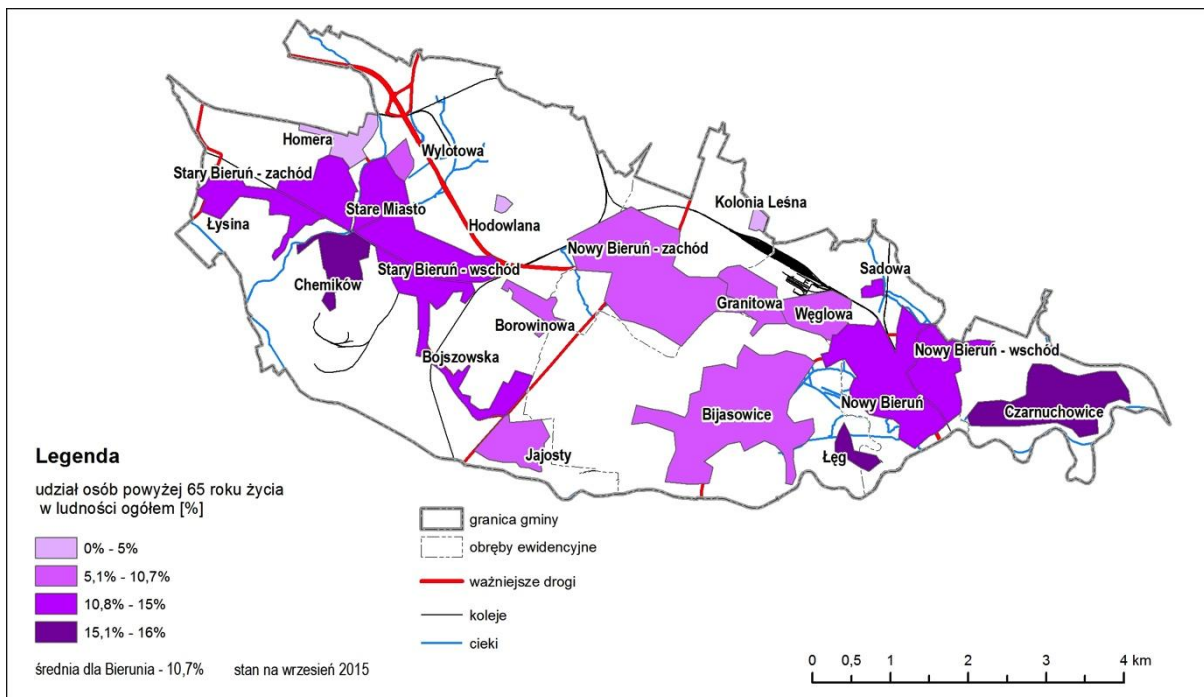 Homera
Wylotowa
Stary Bieruń - zachód
Kolonia Leśna
Łysina
Stare Miasto
Hodowlana
Nowy Bieruń - zachód
Sadowa
Stary Bieruń - wschód
Chemików
Granitowa
Węglowa
Borowinowa
Nowy Bieruń - wschód
Bojszowska
Bijasowice
Nowy Bieruń
Czarnuchowice
Jajosty
Łęg
Legenda
udział osób powyżej 65 roku życia
w ludności ogółem [%]
0% - 5%
5,1% - 10,7%
10,8% - 15%
15,1% - 16%
średnia dla Bierunia - 10,7% stan na wrzesień 2015
granica gminy
obręby ewidencyjne
ważniejsze drogi
koleje
cieki
0 0,5 1 2 3 4 km